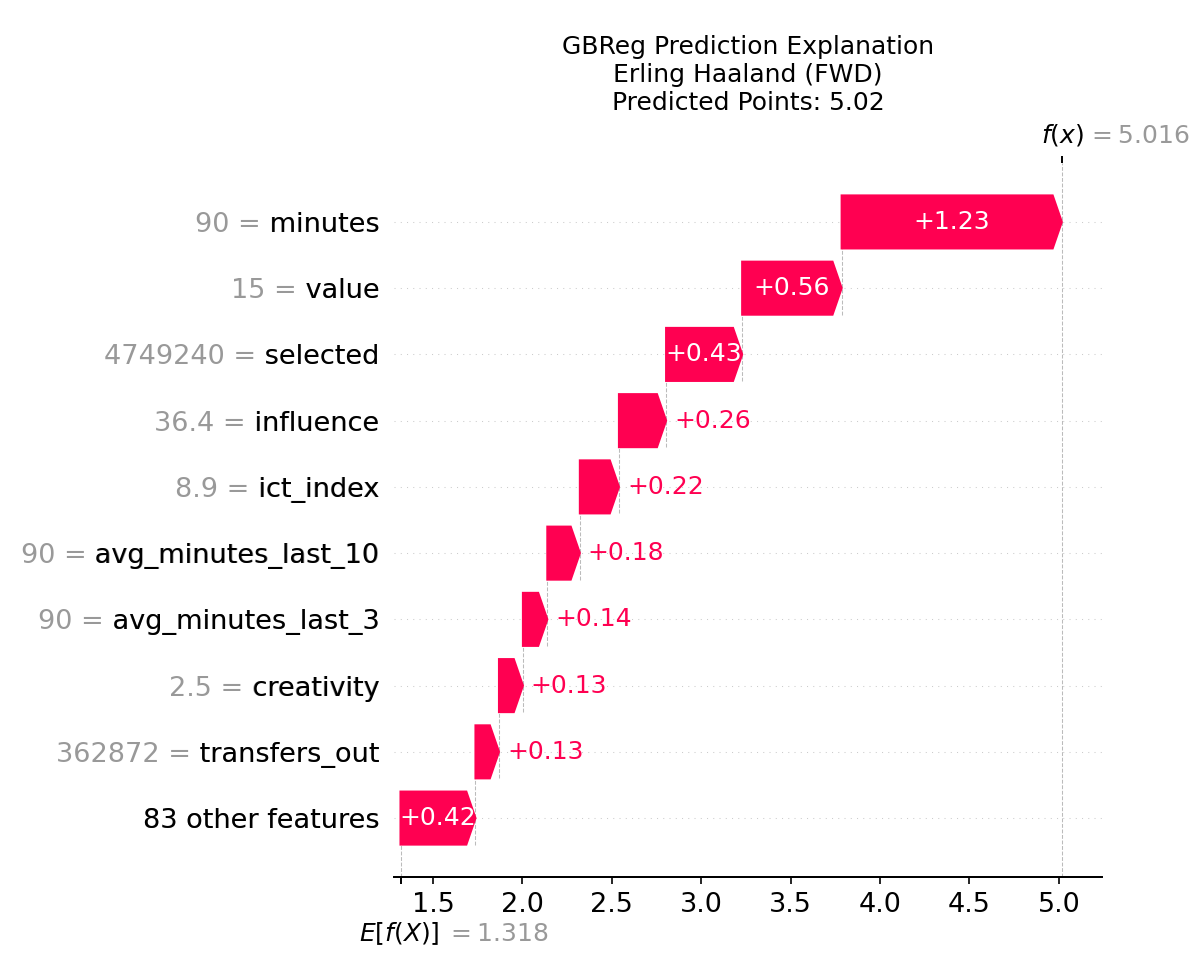 GBReg Prediction Explanation
Erling Haaland (FWD)
Predicted Points: 5.02
f(x) = 5.016
90 = minutes +1.23
15 = value +0.56
4749240 = selected +0.43
36.4 = influence +0.26
8.9 = ict_index +0.22
90 = avg_minutes_last_10 +0.18
90 = avg_minutes_last_3 +0.14
2.5 = creativity +0.13
362872 = transfers_out +0.13
83 other features +0.42
1.5 2.0 2.5 3.0 3.5 4.0 4.5 5.0
E[f(X)] = 1.318